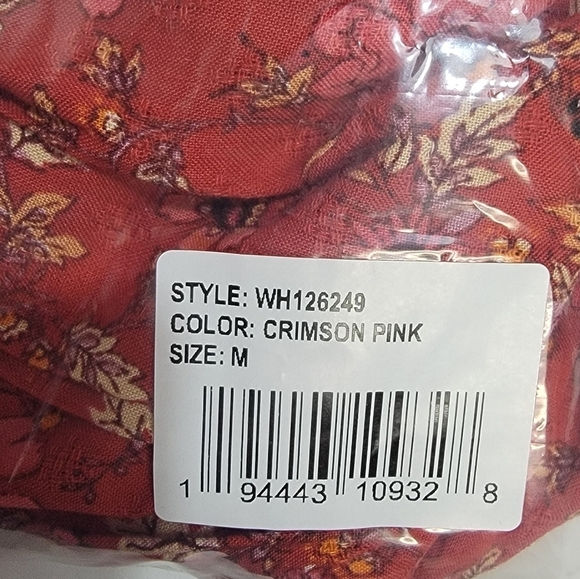 STYLE: WH126249
COLOR: CRIMSON PINK
SIZE: M
1 94443 10932 8